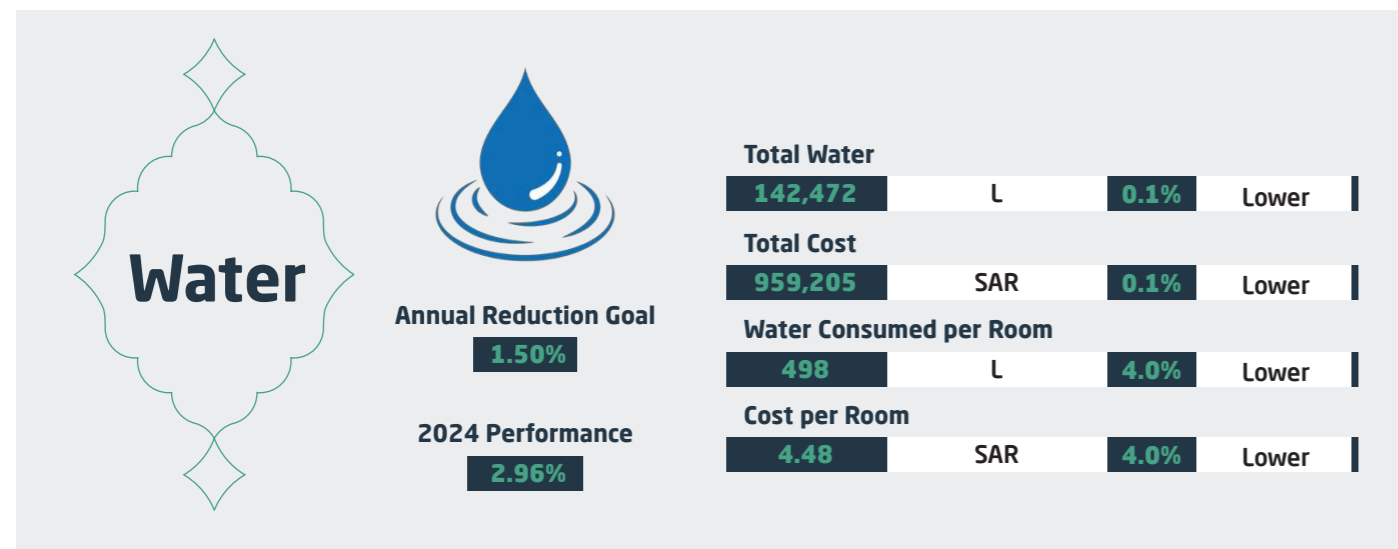 Water
Annual Reduction Goal
1.50%
2024 Performance
2.96%
Total Water
142,472 L 0.1% Lower
Total Cost
959,205 SAR 0.1% Lower
Water Consumed per Room
498 L 4.0% Lower
Cost per Room
4.48 SAR 4.0% Lower